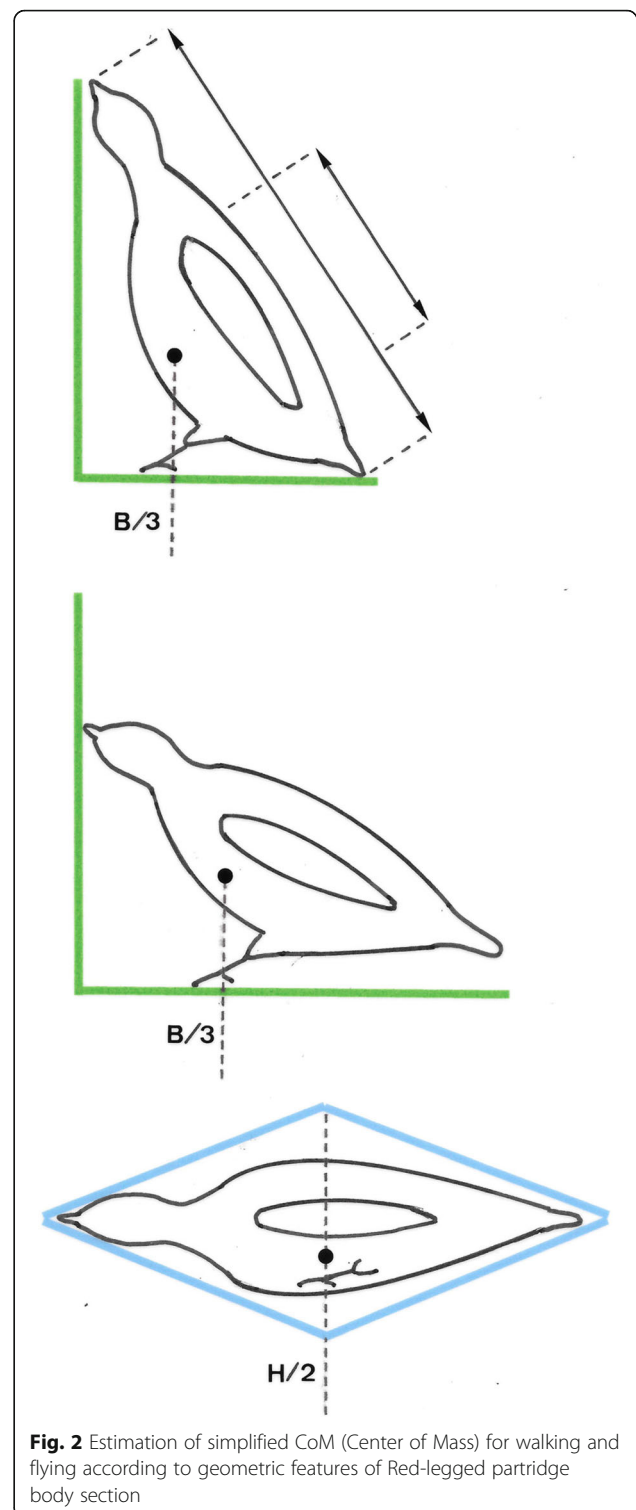 B/3
B/3
H/2
Fig. 2 Estimation of simplified CoM (Center of Mass) for walking and
flying according to geometric features of Red-legged partridge
body section